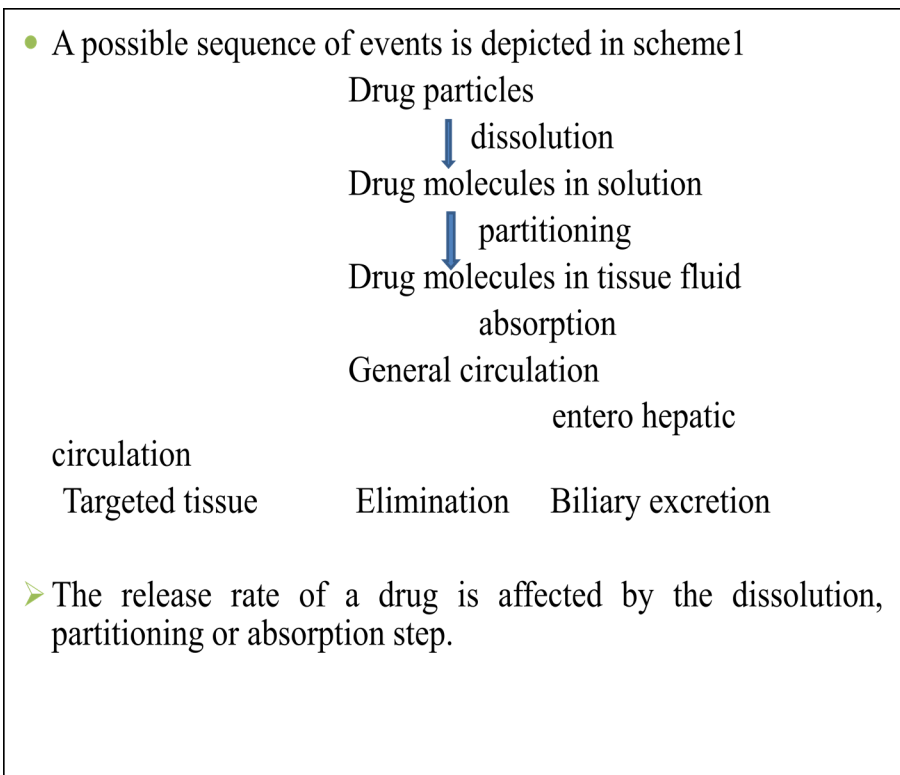 A possible sequence of events is depicted in scheme1
Drug particles
dissolution
Drug molecules in solution
partitioning
Drug molecules in tissue fluid
absorption
General circulation
entero hepatic
circulation
Targeted tissue Elimination Biliary excretion
The release rate of a drug is affected by the dissolution,
partitioning or absorption step.